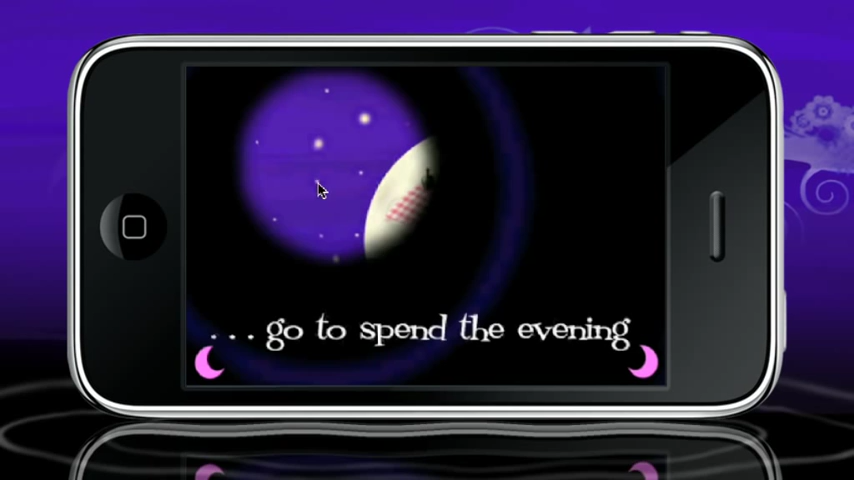 . . . go to spend the evening